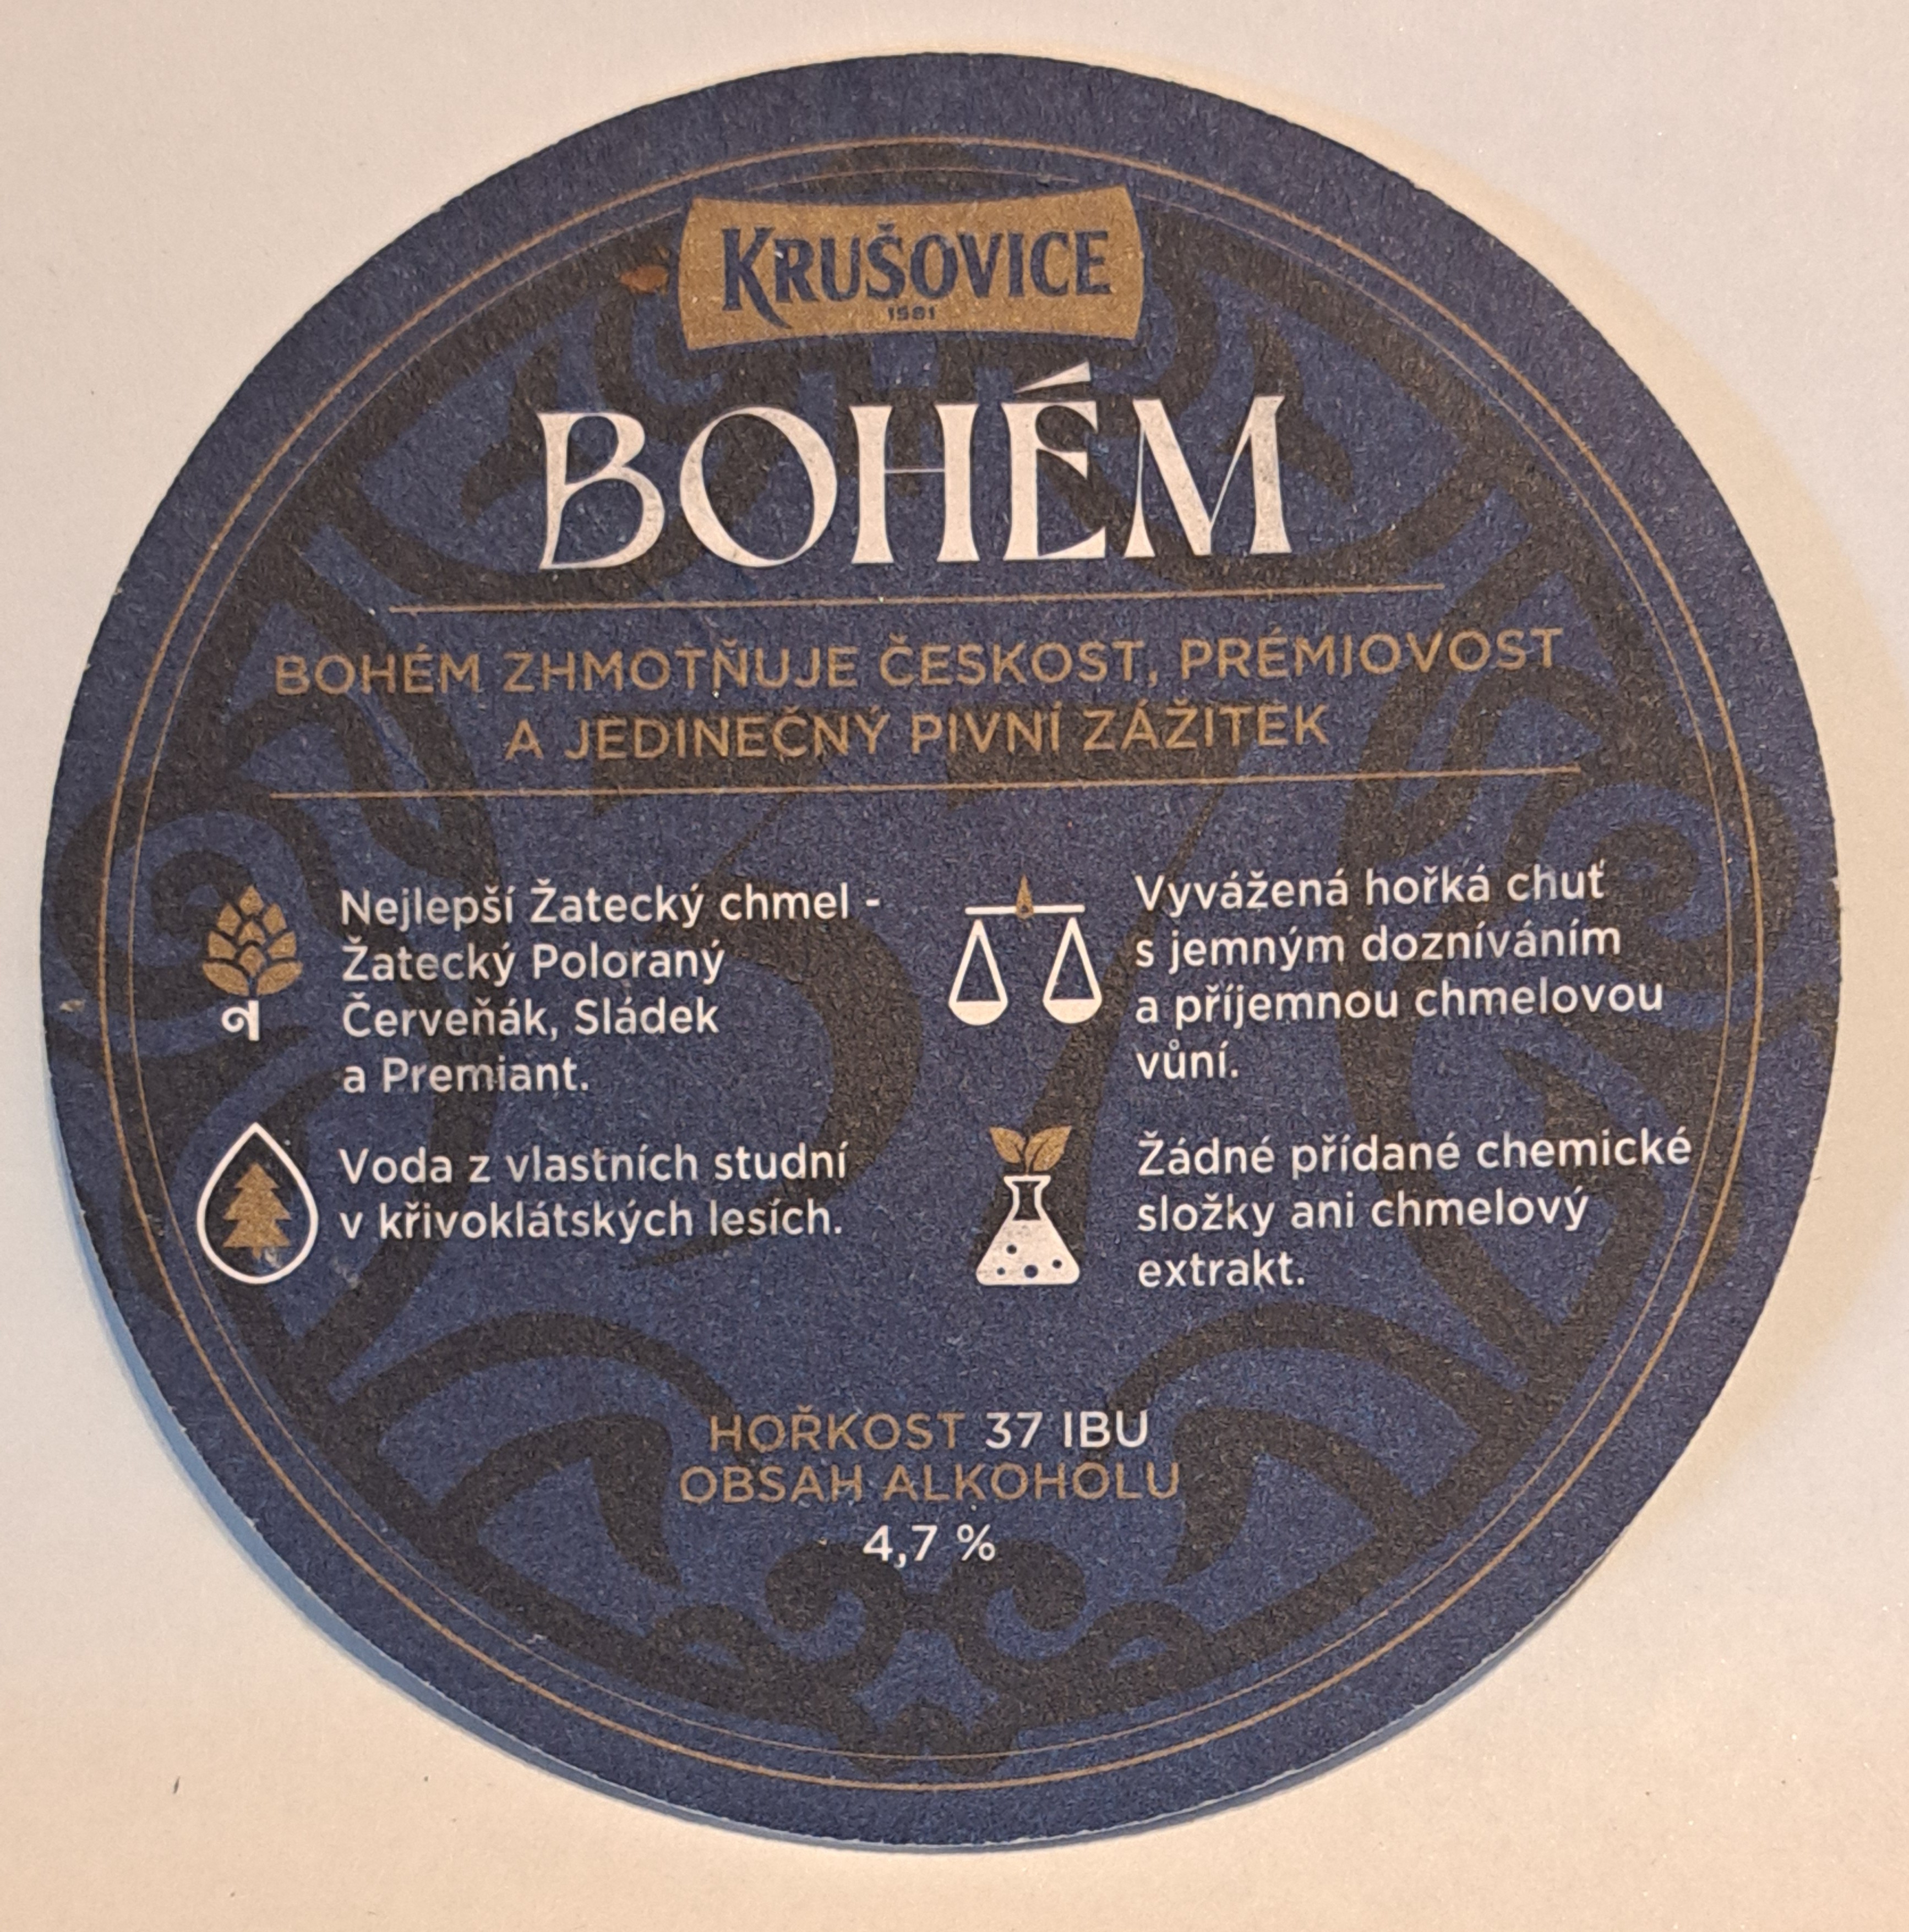 KRUŠOVICE
1581
BOHÉM
BOHÉM ZHMOTŇUJE ČESKOST, PRÉMIOVOST
A JEDINEČNÝ PIVNÍ ZÁŽITEK
Nejlepší Žatecký chmel -
Žatecký Poloraný
Červeňák, Sládek
a Premiant.
Vyvážená hořká chuť
s jemným dozníváním
a příjemnou chmelovou
vůní.
Voda z vlastních studní
v křivoklátských lesích.
Žádné přídané chemické
složky ani chmelový
extrakt.
37
HOŘKOST 37 IBU
OBSAH ALKOHOLU
4,7 %